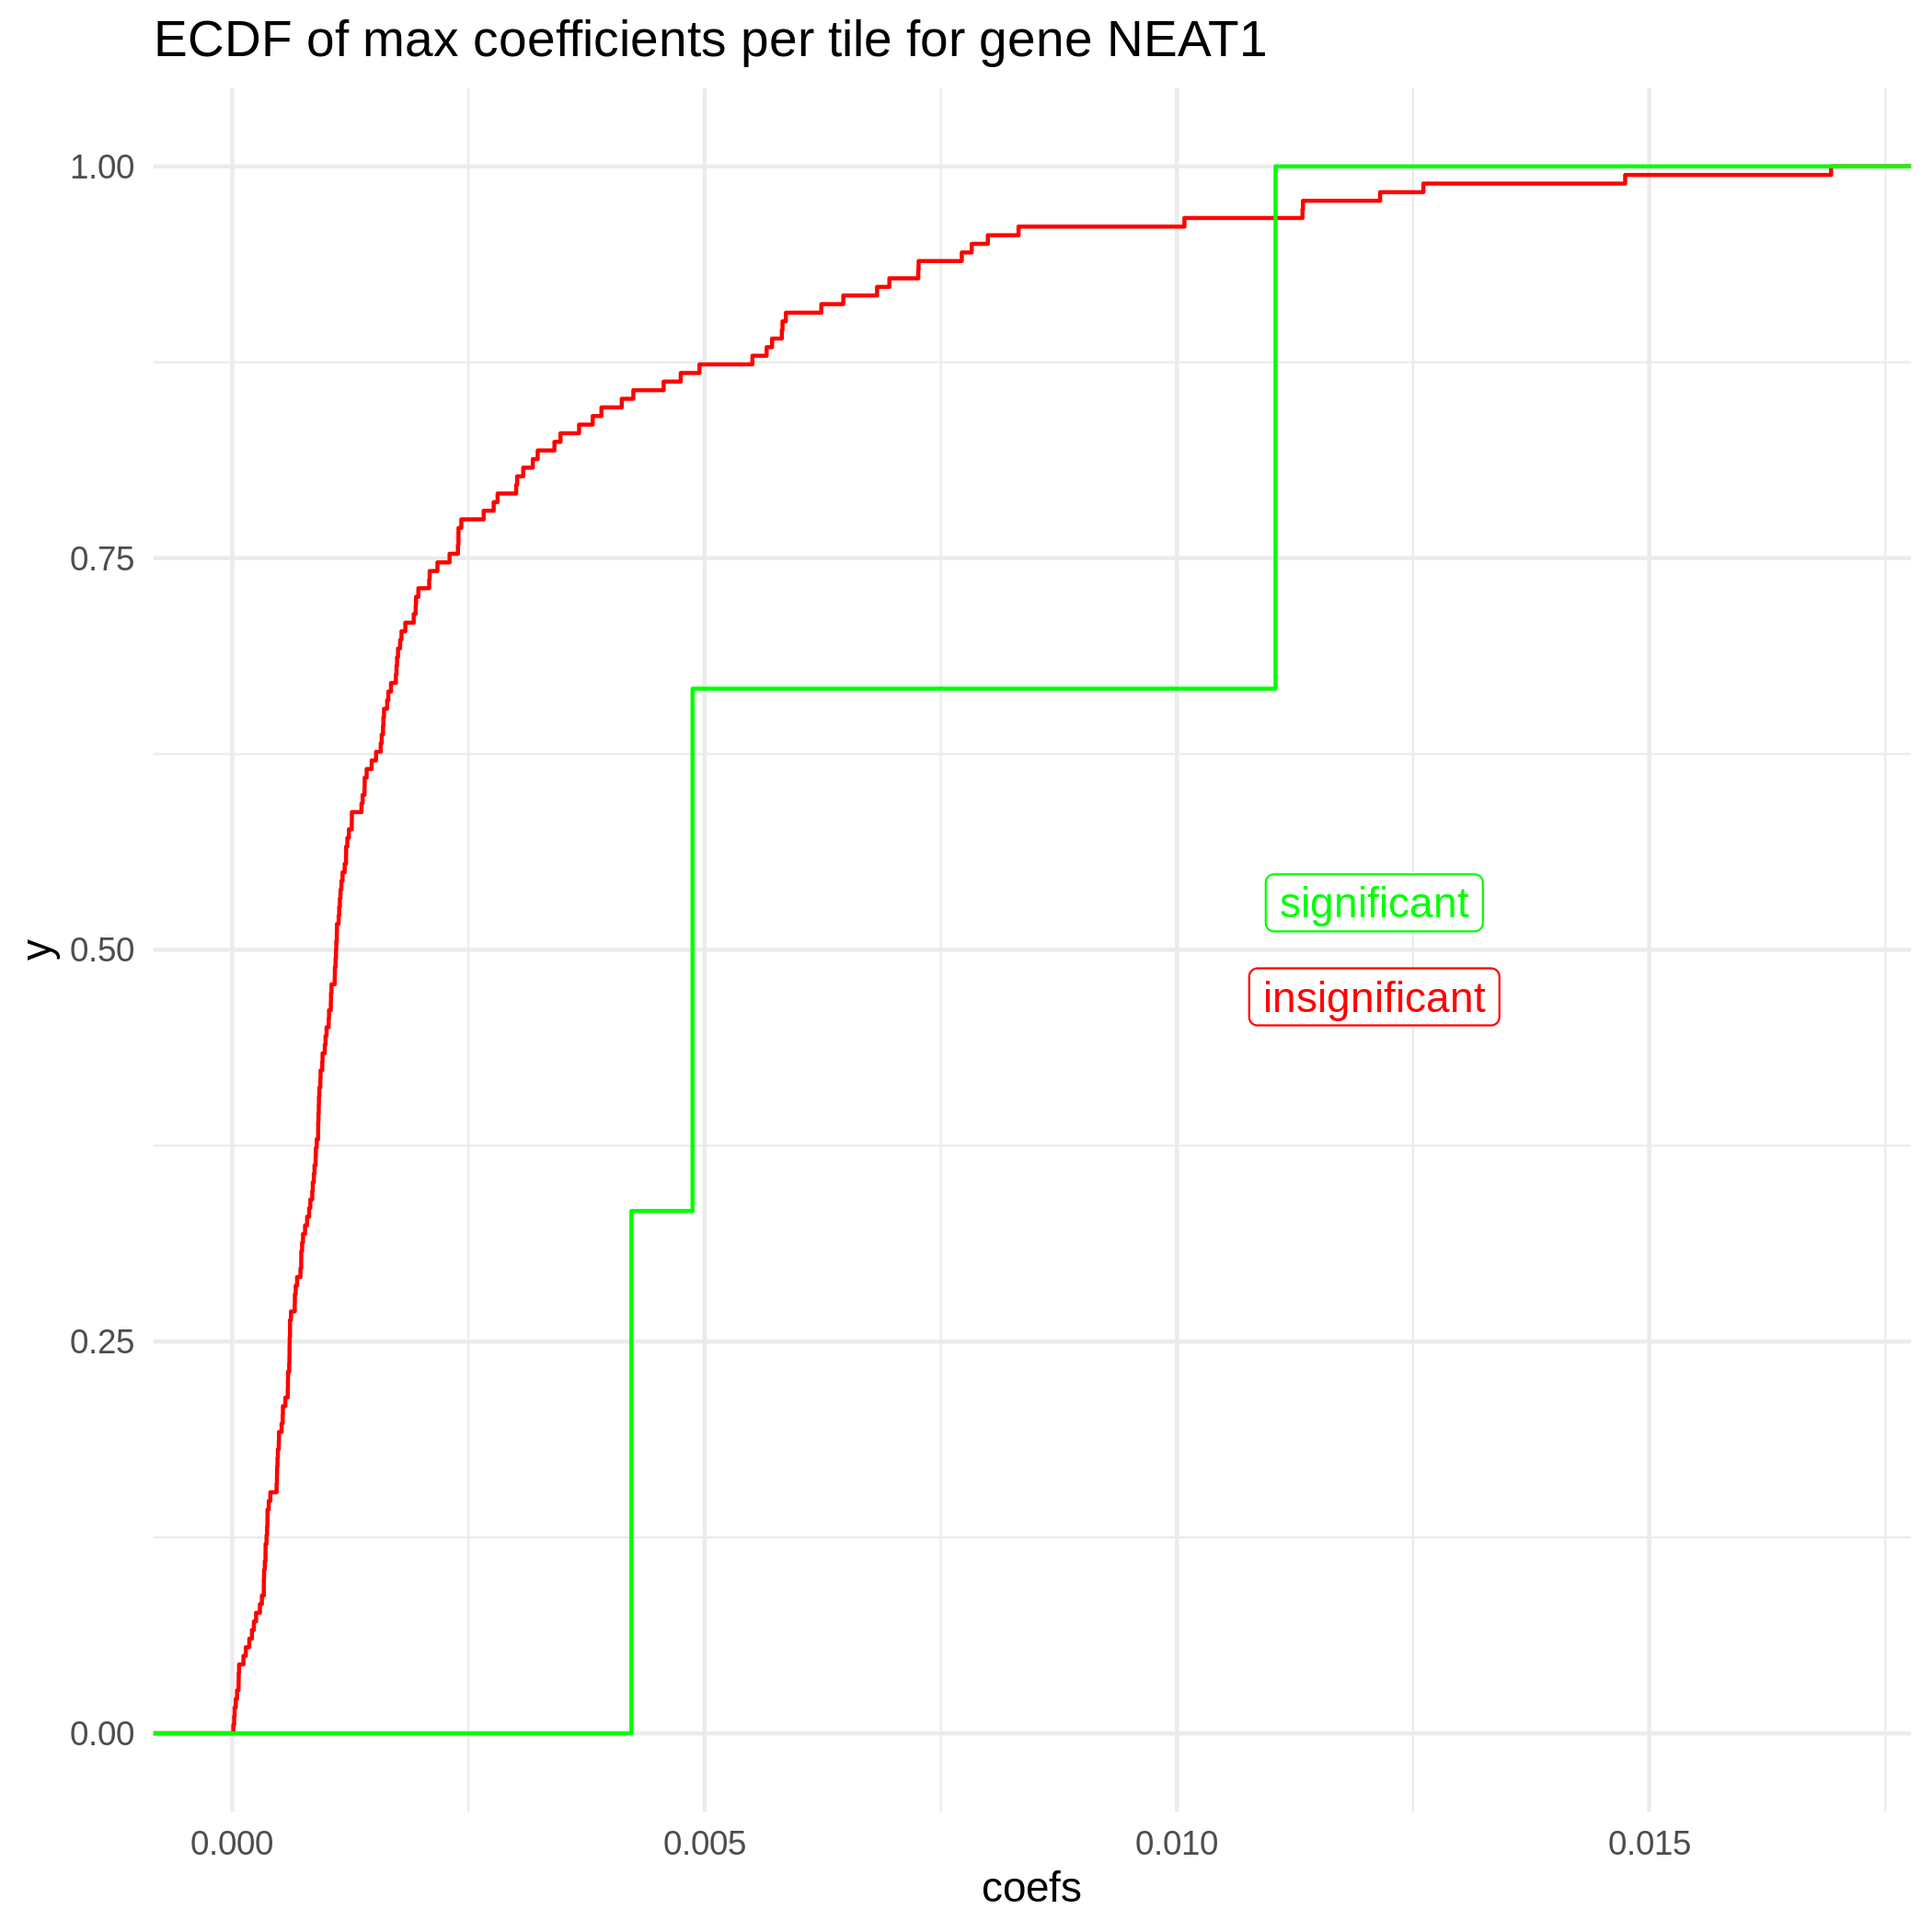 ECDF of max coefficients per tile for gene NEAT1
1.00
0.75
0.50
0.25
0.00
y
significant
insignificant
0.000 0.005 0.010 0.015
coefs